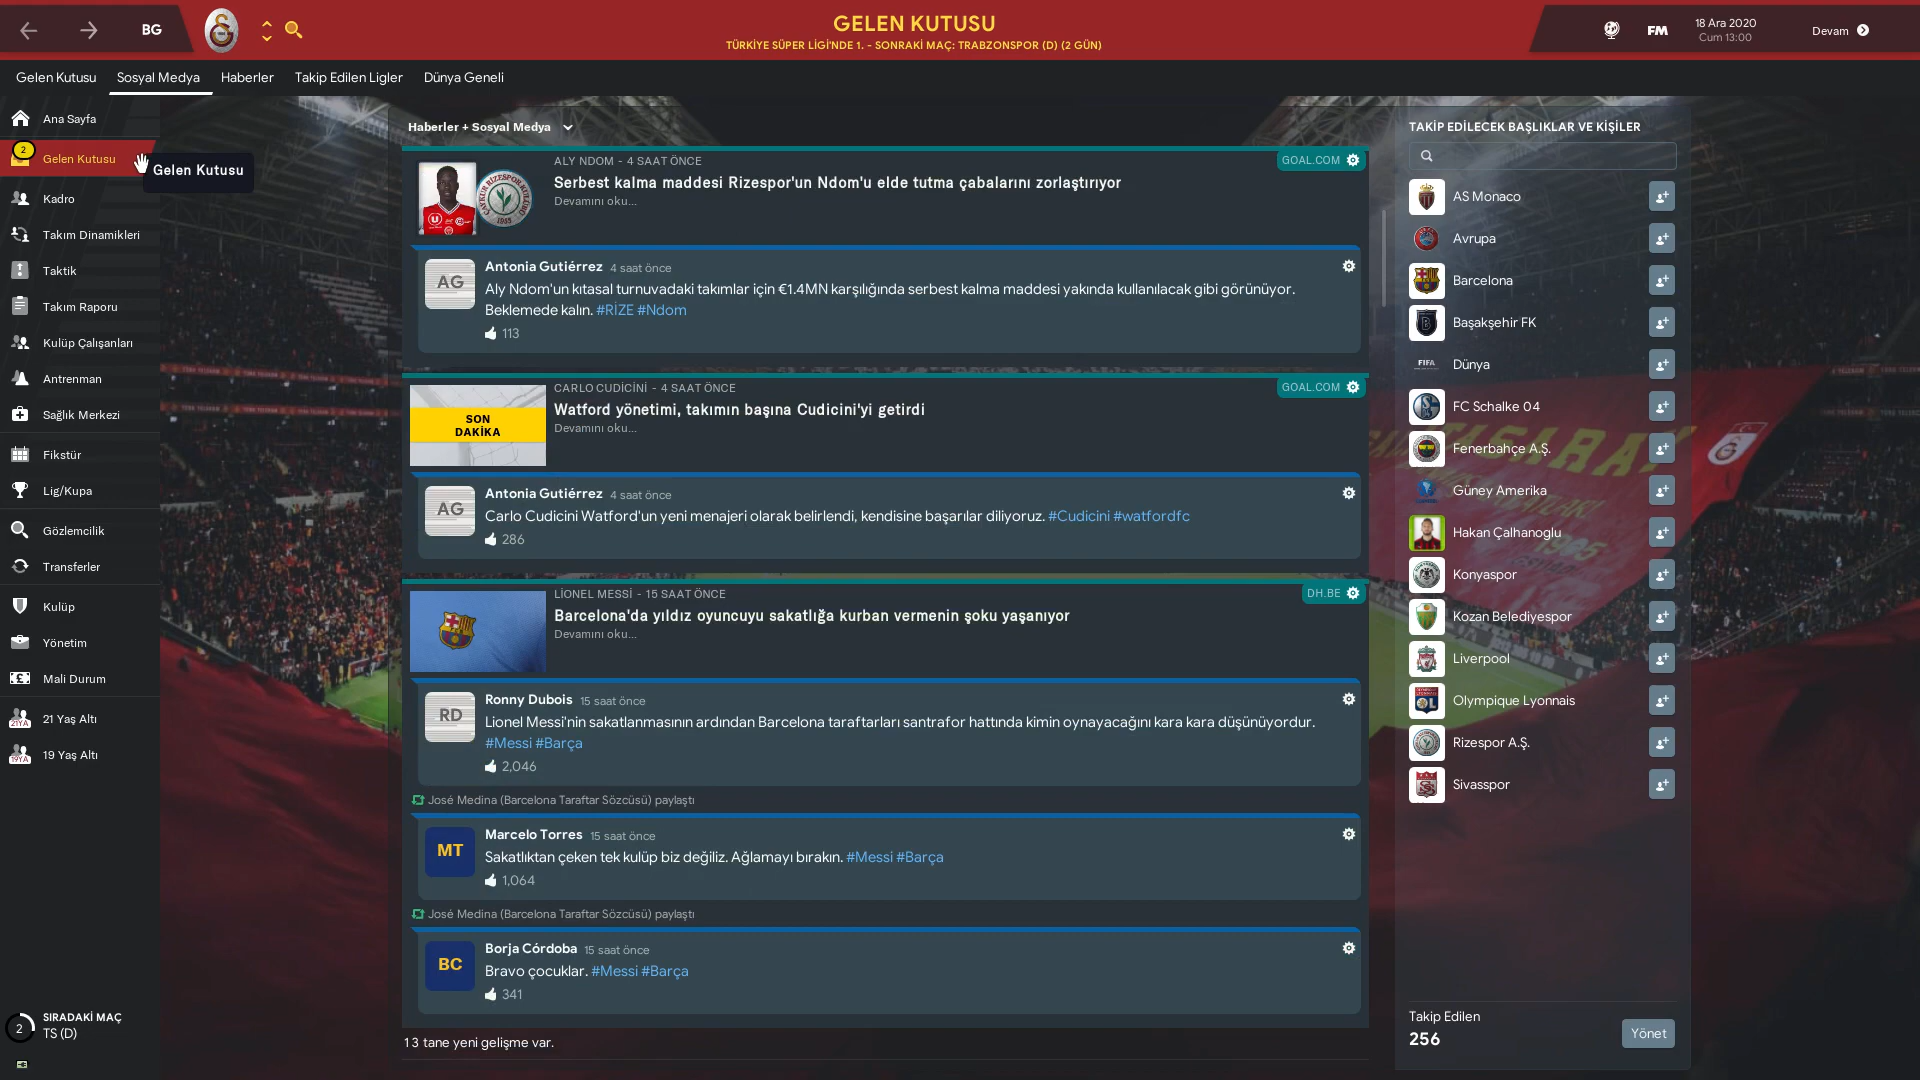 BG
GELEN KUTUSU
TÜRKİYE SÜPER LİGİ'NDE 1. - SONRAKİ MAÇ: TRABZONSPOR (D) (2 GÜN)
FM
18 Ara 2020
Cum 13:00
Devam
Gelen Kutusu
Sosyal Medya
Haberler
Takip Edilen Ligler
Dünya Geneli
Ana Sayfa
2
Gelen Kutusu
Gelen Kutusu
Kadro
Takım Dinamikleri
Taktik
Takım Raporu
Kulüp Çalışanları
Antrenman
Sağlık Merkezi
Fikstür
Lig/Kupa
Gözlemcilik
Transferler
Kulüp
Yönetim
Mali Durum
21YA
21 Yaş Altı
19YA
19 Yaş Altı
2
SIRADAKİ MAÇ
TS (D)
Haberler + Sosyal Medya
ALY NDOM - 4 SAAT ÖNCE
GOAL.COM
Serbest kalma maddesi Rizespor'un Ndom'u elde tutma çabalarını zorlaştırıyor
Devamını oku...
AG
Antonia Gutiérrez 4 saat önce
Aly Ndom'un kıtasal turnuvadaki takımlar için €1.4MN karşılığında serbest kalma maddesi yakında kullanılacak gibi görünüyor.
Beklemede kalın. #RİZE #Ndom
113
CARLO CUDİCİNİ - 4 SAAT ÖNCE
GOAL.COM
SON
DAKİKA
Watford yönetimi, takımın başına Cudicini'yi getirdi
Devamını oku...
AG
Antonia Gutiérrez 4 saat önce
Carlo Cudicini Watford'un yeni menajeri olarak belirlendi, kendisine başarılar diliyoruz. #Cudicini #watfordfc
286
LİONEL MESSİ - 15 SAAT ÖNCE
DH.BE
Barcelona'da yıldız oyuncuyu sakatlığa kurban vermenin şoku yaşanıyor
Devamını oku...
RD
Ronny Dubois 15 saat önce
Lionel Messi'nin sakatlanmasının ardından Barcelona taraftarları santrafor hattında kimin oynayacağını kara kara düşünüyordur.
#Messi #Barça
2,046
José Medina (Barcelona Taraftar Sözcüsü) paylaştı
MT
Marcelo Torres 15 saat önce
Sakatlıktan çeken tek kulüp biz değiliz. Ağlamayı bırakın. #Messi #Barça
1,064
José Medina (Barcelona Taraftar Sözcüsü) paylaştı
BC
Borja Córdoba 15 saat önce
Bravo çocuklar. #Messi #Barça
341
13 tane yeni gelişme var.
TAKİP EDİLECEK BAŞLIKLAR VE KİŞİLER
AS Monaco
Avrupa
Barcelona
Başakşehir FK
FIFA
Dünya
FC Schalke 04
Fenerbahçe A.Ş.
Güney Amerika
Hakan Çalhanoglu
Konyaspor
Kozan Belediyespor
Liverpool
Olympique Lyonnais
Rizespor A.Ş.
Sivasspor
Takip Edilen
256
Yönet